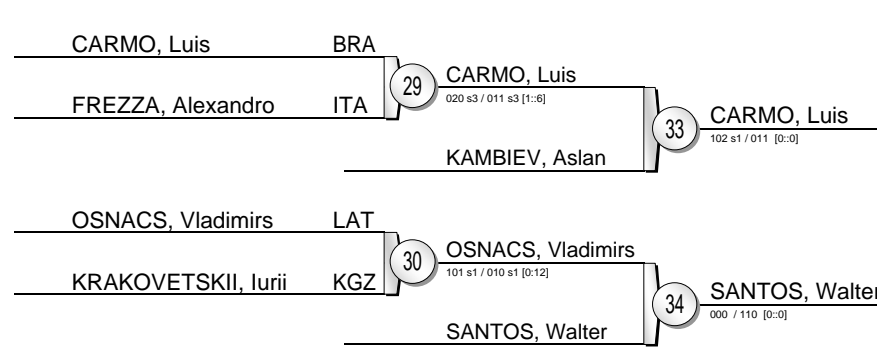 CARMO, Luis BRA
29
CARMO, Luis
020 s3 / 011 s3 [1::6]
FREZZA, Alexandro ITA
33
CARMO, Luis
102 s1 / 011 [0::0]
KAMBIEV, Aslan
OSNACS, Vladimirs LAT
30
OSNACS, Vladimirs
101 s1 / 010 s1 [0:12]
KRAKOVETSKII, Iurii KGZ
34
SANTOS, Walter
000 / 110 [0::0]
SANTOS, Walter